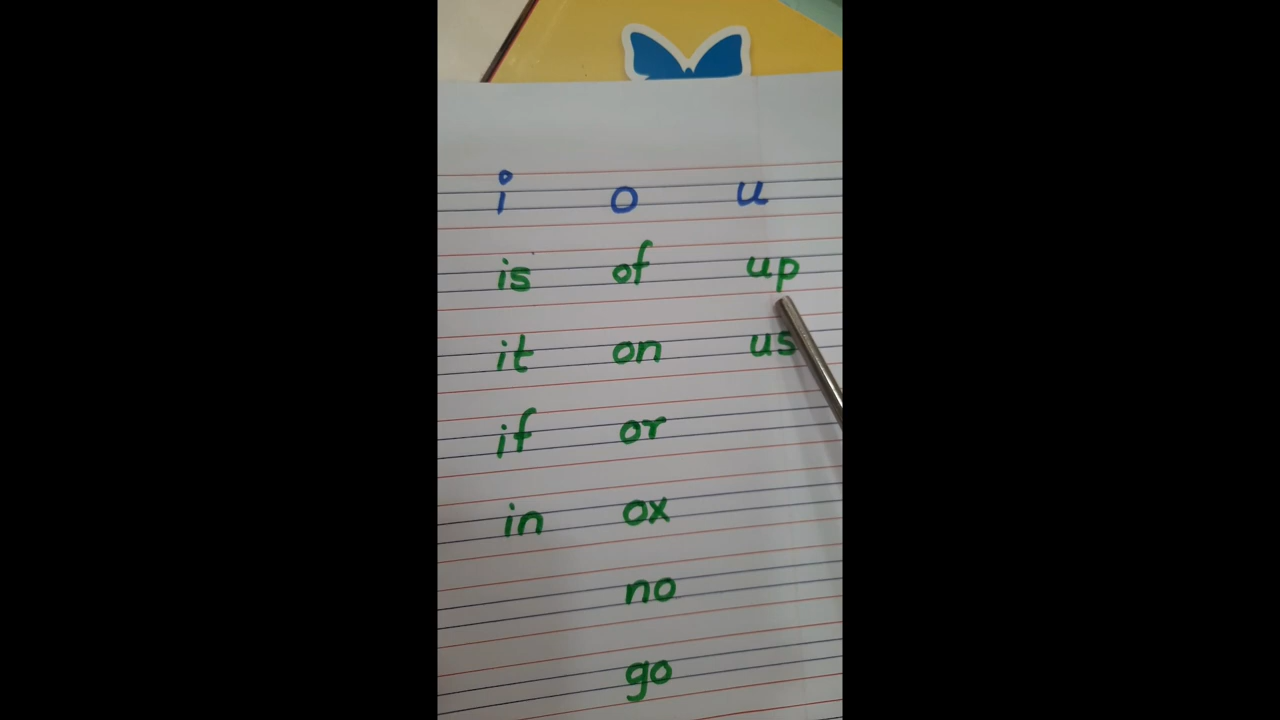 i o u
is of up
it on us
if or
in ox
no
go